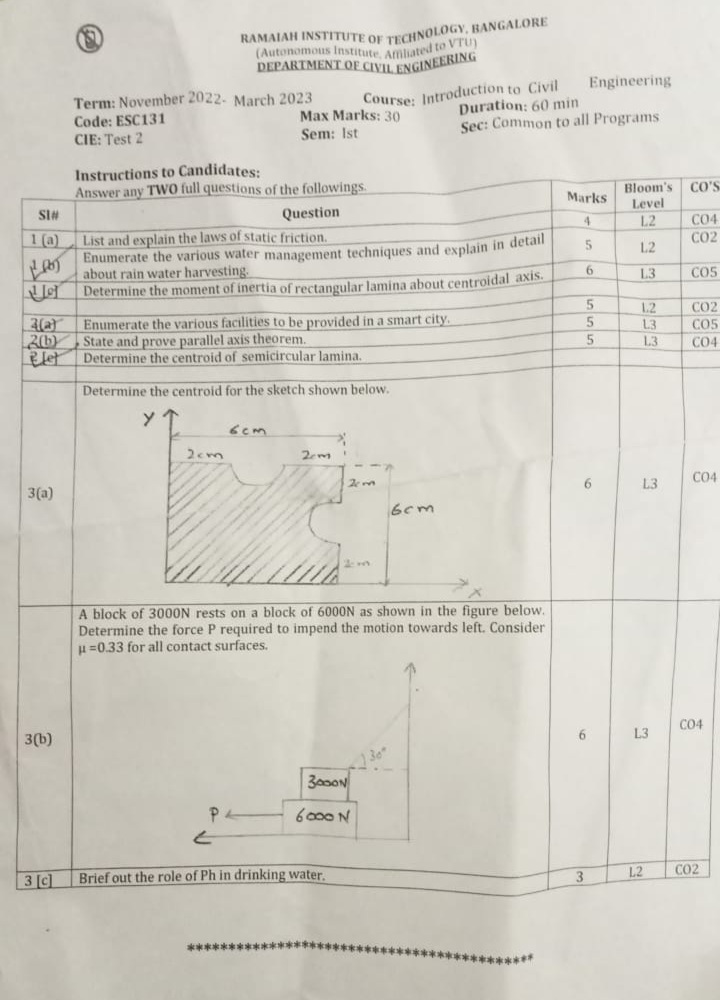 RAMAIAH INSTITUTE OF TECHNOLOGY, BANGALORE
(Autonomous Institute, Affiliated to VTU)
DEPARTMENT OF CIVIL ENGINEERING
Term: November 2022- March 2023 Course: Introduction to Civil Engineering
Code: ESC131 Max Marks: 30 Duration: 60 min
CIE: Test 2 Sem: Ist Sec: Common to all Programs
Instructions to Candidates:
Answer any TWO full questions of the followings.
Sl# Question Marks Bloom's Level CO'S
1 (a) List and explain the laws of static friction. 4 L2 CO4
1(b) Enumerate the various water management techniques and explain in detail
about rain water harvesting. 5 L2 CO2
1[c] Determine the moment of inertia of rectangular lamina about centroidal axis. 6 L3 CO5
2(a) Enumerate the various facilities to be provided in a smart city. 5 L2 CO2
2(b) State and prove parallel axis theorem. 5 L3 CO5
2[c] Determine the centroid of semicircular lamina. 5 L3 CO4
Determine the centroid for the sketch shown below.
Y
6cm
2cm 2cm
2cm
3(a) 6cm 6 L3 CO4
2cm
X
A block of 3000N rests on a block of 6000N as shown in the figure below.
Determine the force P required to impend the motion towards left. Consider
µ =0.33 for all contact surfaces.
3(b) 6 L3 CO4
30°
3000N
P 6000 N
3 [c] Brief out the role of Ph in drinking water. 3 L2 CO2
******************************************